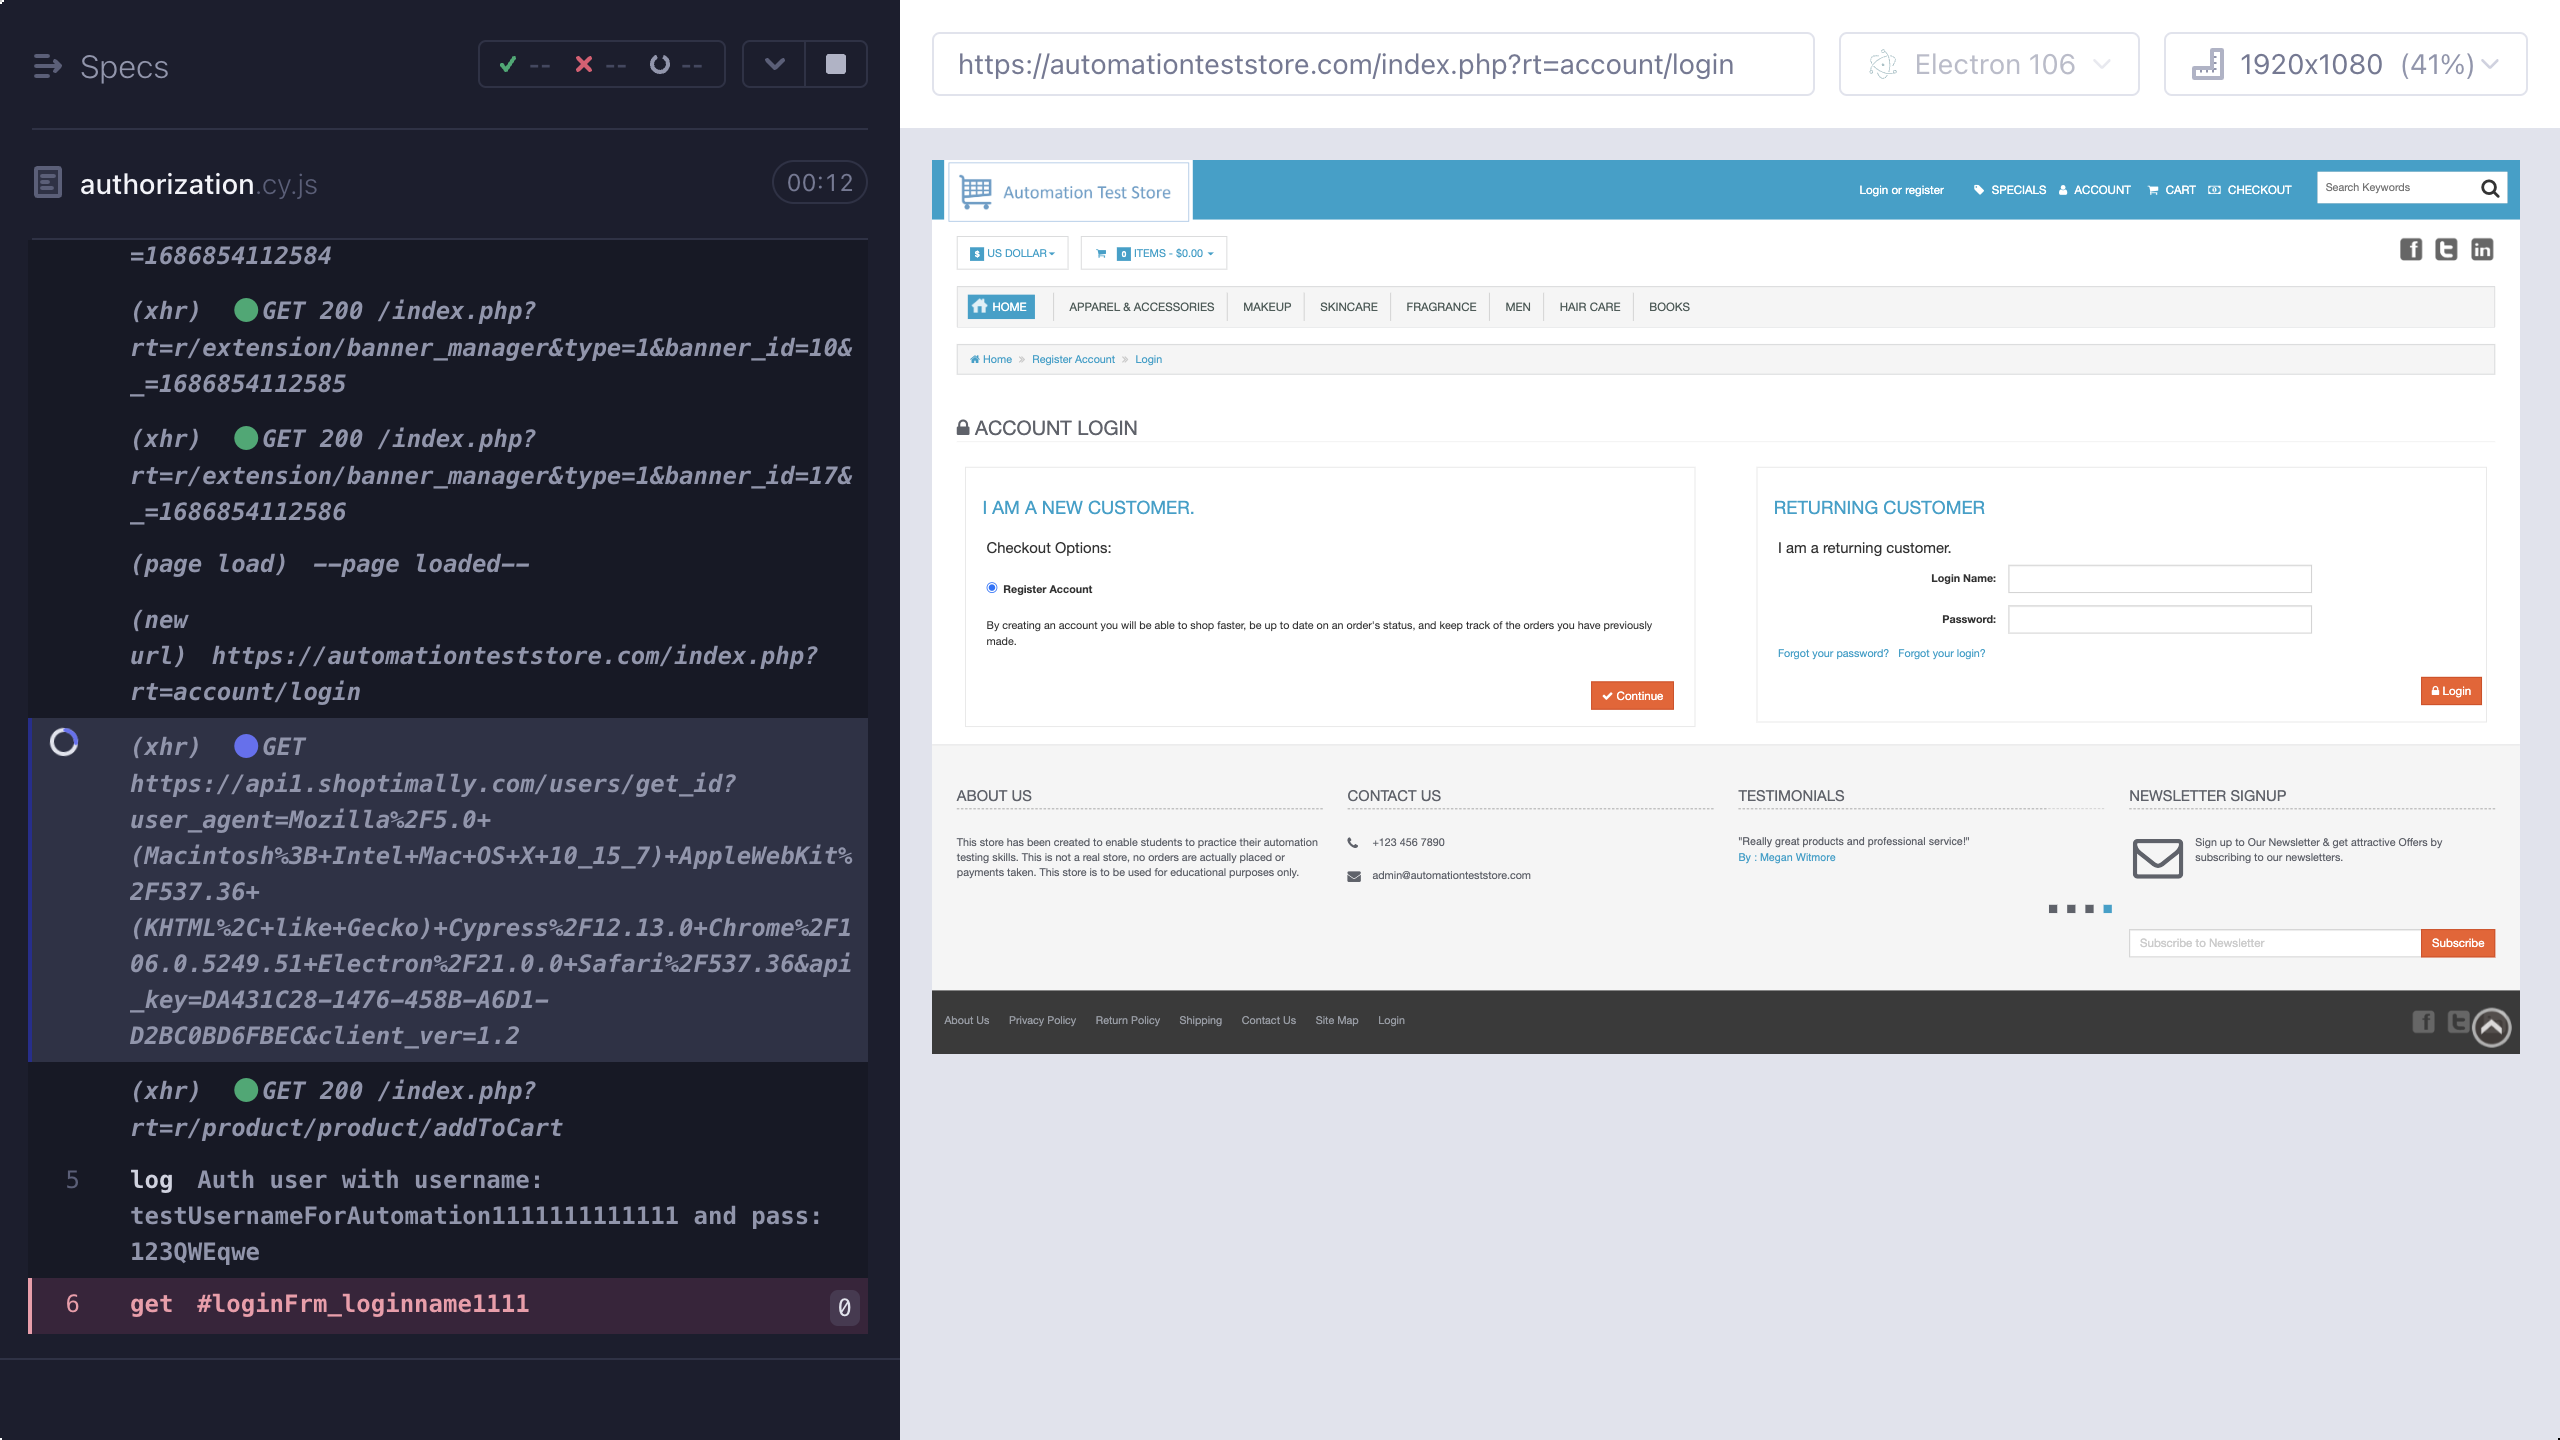 Specs
--
--
--
authorization.cy.js
00:12
=1686854112584
(xhr) GET 200 /index.php?
rt=r/extension/banner_manager&type=1&banner_id=10&
_=1686854112585
(xhr) GET 200 /index.php?
rt=r/extension/banner_manager&type=1&banner_id=17&
_=1686854112586
(page load) --page loaded--
(new
url) https://automationteststore.com/index.php?
rt=account/login
(xhr) GET
https://api1.shoptimally.com/users/get_id?
user_agent=Mozilla%2F5.0+
(Macintosh%3B+Intel+Mac+OS+X+10_15_7)+AppleWebKit%
2F537.36+
(KHTML%2C+like+Gecko)+Cypress%2F12.13.0+Chrome%2F1
06.0.5249.51+Electron%2F21.0.0+Safari%2F537.36&api
_key=DA431C28-1476-458B-A6D1-
D2BC0BD6FBEC&client_ver=1.2
(xhr) GET 200 /index.php?
rt=r/product/product/addToCart
5 log Auth user with username:
testUsernameForAutomation1111111111111 and pass:
123QWEqwe
6 get #loginFrm_loginname1111 0
https://automationteststore.com/index.php?rt=account/login
Electron 106
1920x1080 (41%)
Automation Test Store
Login or register SPECIALS ACCOUNT CART CHECKOUT
Search Keywords
$ US DOLLAR
0 ITEMS - $0.00
f t in
HOME APPAREL & ACCESSORIES MAKEUP SKINCARE FRAGRANCE MEN HAIR CARE BOOKS
Home » Register Account » Login
ACCOUNT LOGIN
I AM A NEW CUSTOMER.
Checkout Options:
Register Account
By creating an account you will be able to shop faster, be up to date on an order's status, and keep track of the orders you have previously
made.
Continue
RETURNING CUSTOMER
I am a returning customer.
Login Name:
Password:
Forgot your password? Forgot your login?
Login
ABOUT US
This store has been created to enable students to practice their automation
testing skills. This is not a real store, no orders are actually placed or
payments taken. This store is to be used for educational purposes only.
CONTACT US
+123 456 7890
admin@automationteststore.com
TESTIMONIALS
"Really great products and professional service!"
By : Megan Witmore
NEWSLETTER SIGNUP
Sign up to Our Newsletter & get attractive Offers by
subscribing to our newsletters.
Subscribe to Newsletter
Subscribe
About Us Privacy Policy Return Policy Shipping Contact Us Site Map Login
f t